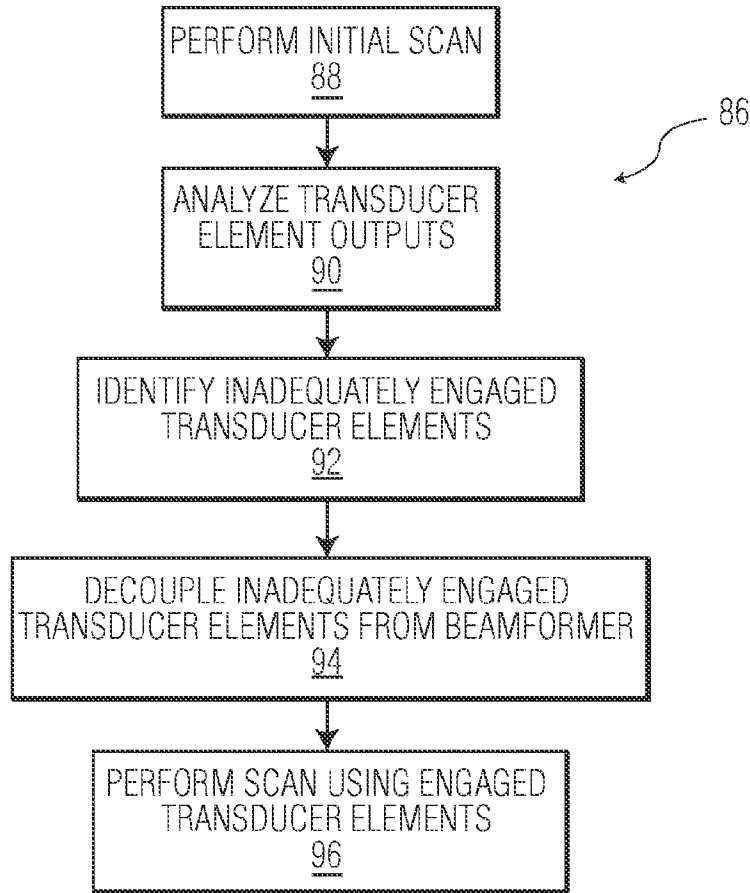 PERFORM INITIAL SCAN
88
86
ANALYZE TRANSDUCER
ELEMENT OUTPUTS
90
IDENTIFY INADEQUATELY ENGAGED
TRANSDUCER ELEMENTS
92
DECOUPLE INADEQUATELY ENGAGED
TRANSDUCER ELEMENTS FROM BEAMFORMER
94
PERFORM SCAN USING ENGAGED
TRANSDUCER ELEMENTS
96